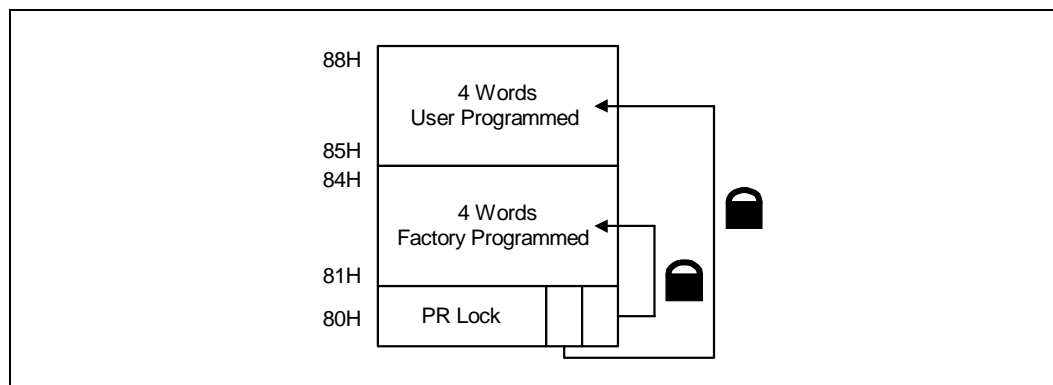 88H
4 Words
User Programmed
85H
84H
4 Words
Factory Programmed
81H
80H
PR Lock